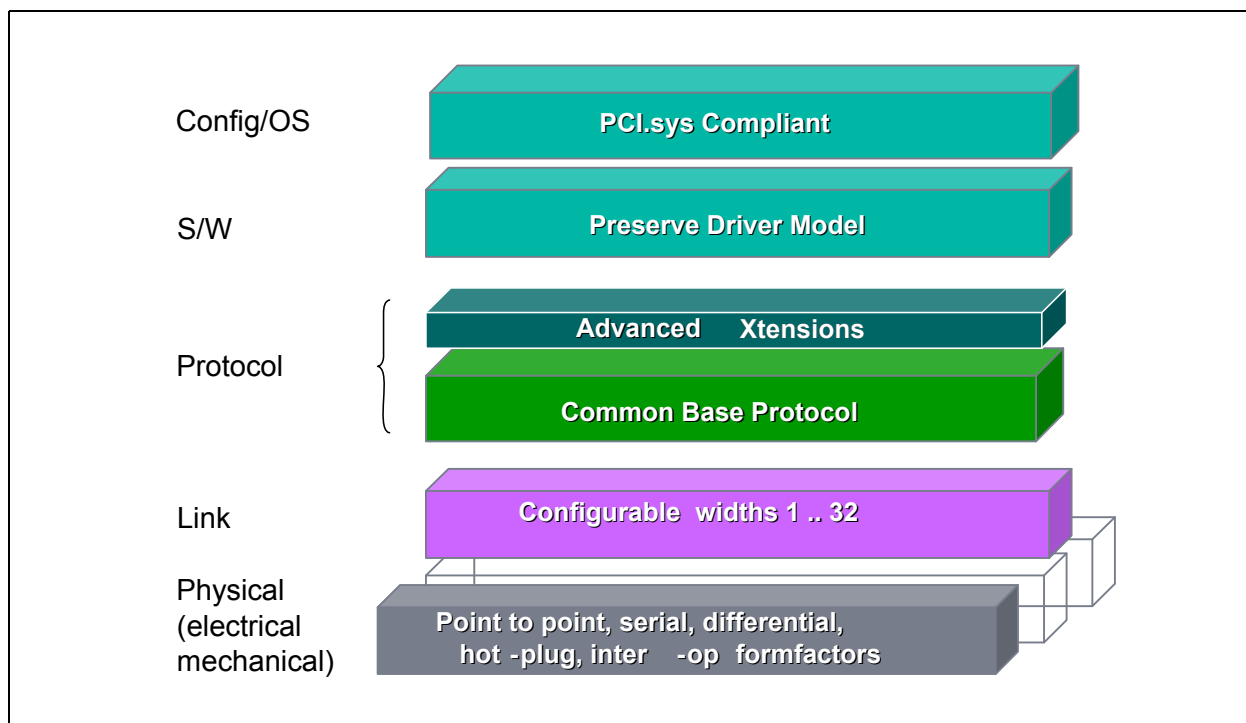 Config/OS
PCI.sys Compliant
S/W
Preserve Driver Model
Advanced Xtensions
Protocol
Common Base Protocol
Link
Configurable widths 1 .. 32
Physical
(electrical
mechanical)
Point to point, serial, differential,
hot -plug, inter -op formfactors